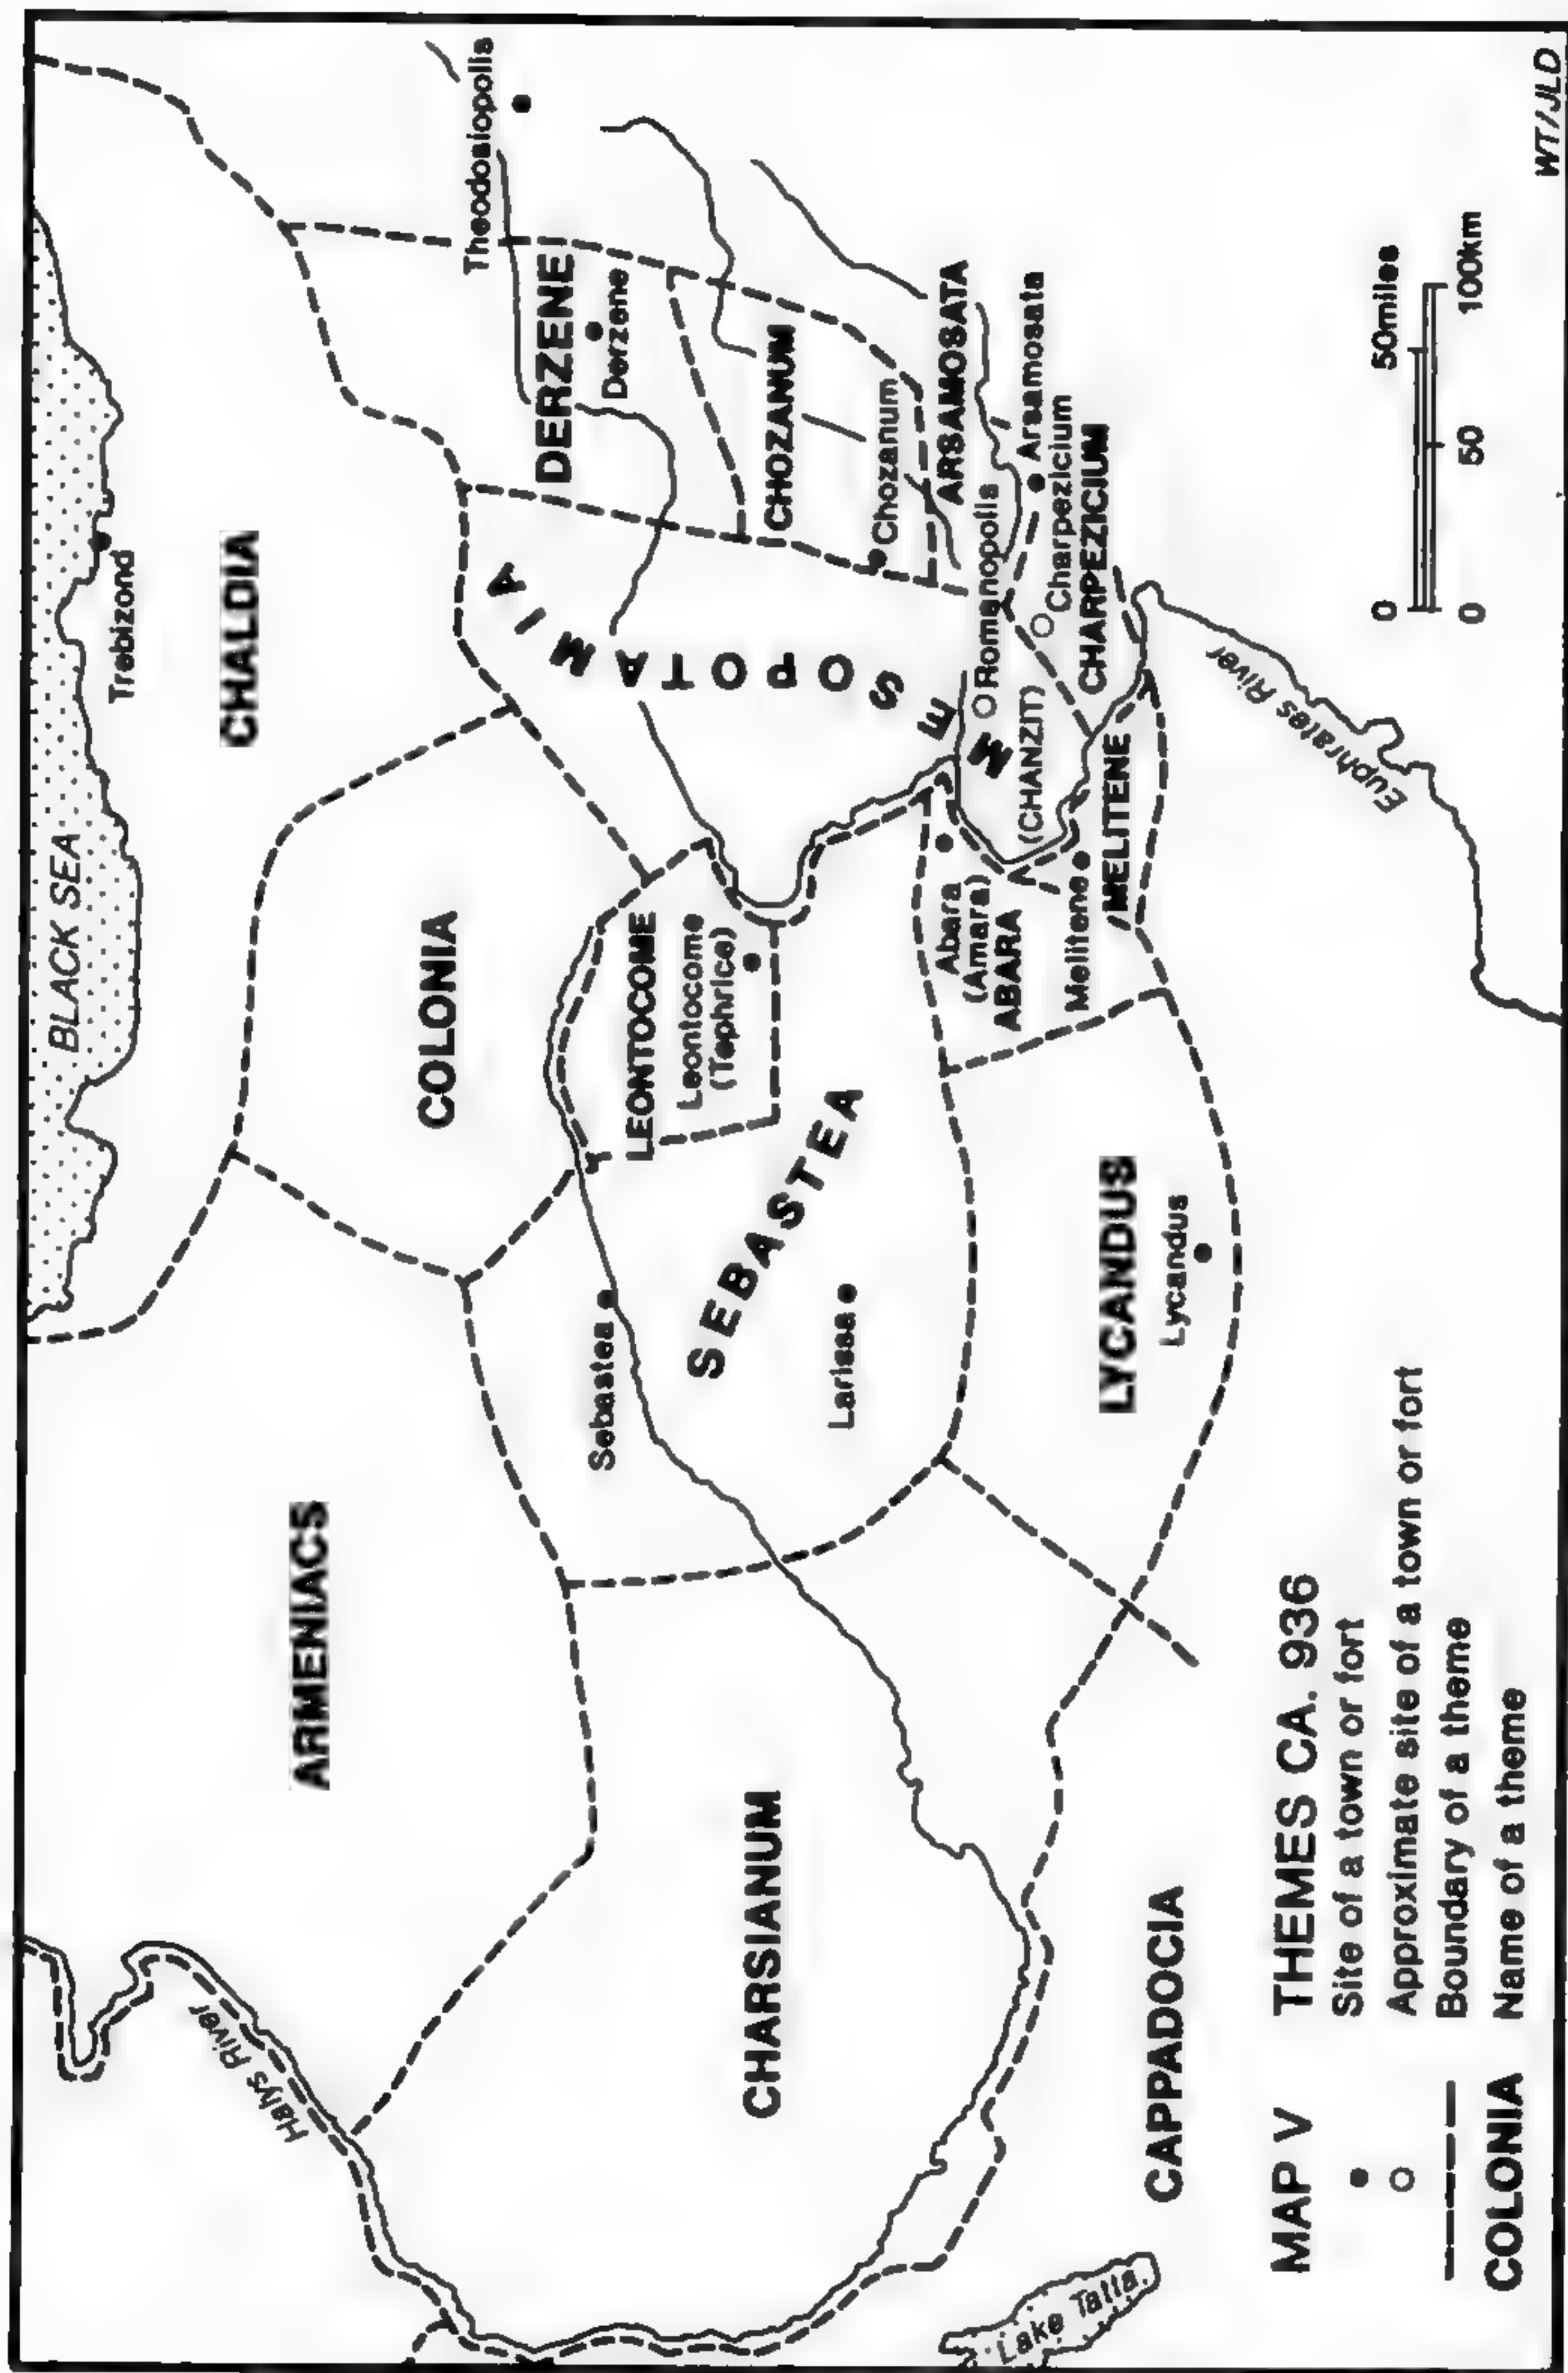 BLACK SEA
Trebizond
CHALDIA
ARMENIACS
Halys River
COLONIA
Theodosiopolis
DERZENE
Derzene
LEONTOCOME
Leontocome
(Tephrice)
Sebastea
SEBASTEA
Larissa
MESOPOTAMIA
CHOZANUM
Chozanum
CHARSIANUM
ARSAMOSATA
Arsamosata
Romanopolis
(CHANZIT)
Charpezicium
CHARPEZICIUM
Abara
(Amara)
ABARA
Melitene
MELITENE
LYCANDUS
Lycandus
Euphrates River
CAPPADOCIA
Lake Tatta
MAP V THEMES CA. 936
Site of a town or fort
Approximate site of a town or fort
Boundary of a theme
COLONIA Name of a theme
0 50miles
0 50 100km
WT/JLD